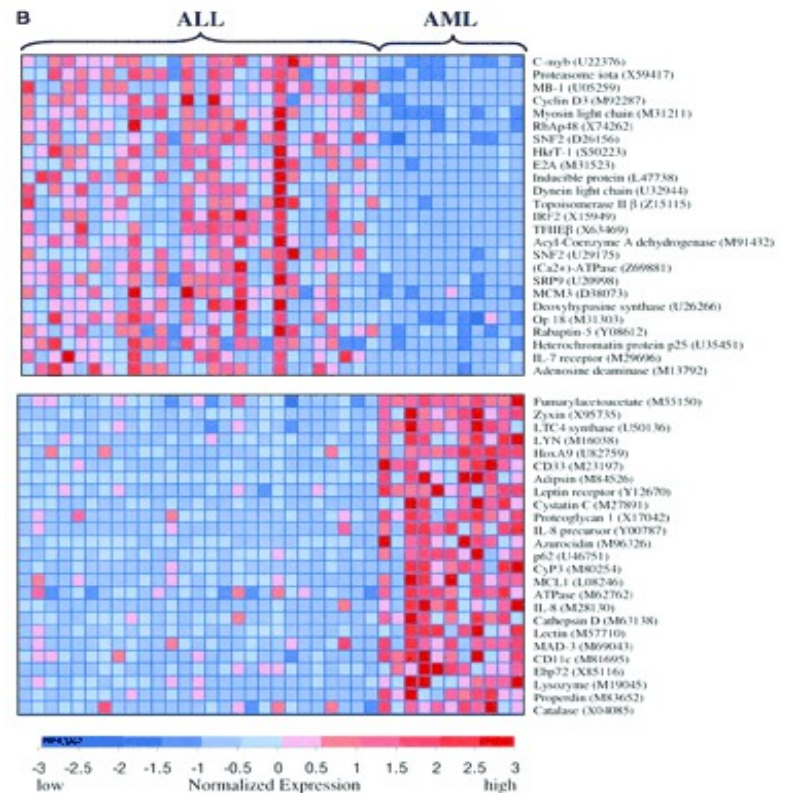 B
ALL AML
C-myb (U22376)
Proteasome iota (X59417)
MB-1 (U05259)
Cyclin D3 (M92287)
Myosin light chain (M31211)
RbAp48 (X74262)
SNF2 (D26156)
HkrT-1 (S50223)
E2A (M31523)
Inducible protein (L47738)
Dynein light chain (U32944)
Topoisomerase II β (Z15115)
IRF2 (X15949)
TFIIEβ (X63469)
Acyl-Coenzyme A dehydrogenase (M91432)
SNF2 (U29175)
(Ca2+)-ATPase (Z69881)
SRP9 (U20998)
MCM3 (D38073)
Deoxyhypusine synthase (U26266)
Op 18 (M31303)
Rabaptin-5 (Y08612)
Heterochromatin protein p25 (U35451)
IL-7 receptor (M29696)
Adenosine deaminase (M13792)
Fumarylacetoacetate (M55150)
Zyxin (X95735)
LTC4 synthase (U50136)
LYN (M16038)
HoxA9 (U82759)
CD33 (M23197)
Adipsin (M84526)
Leptin receptor (Y12670)
Cystatin C (M27891)
Proteoglycan 1 (X17042)
IL-8 precursor (Y00787)
Azurocidin (M96326)
p62 (U46751)
CyP3 (M80254)
MCL1 (L08246)
ATPase (M62762)
IL-8 (M28130)
Cathepsin D (M63138)
Lectin (M57710)
MAD-3 (M69043)
CD11c (M81695)
Ebp72 (X85116)
Lysozyme (M19045)
Properdin (M83652)
Catalase (X04085)
-3 -2.5 -2 -1.5 -1 -0.5 0 0.5 1 1.5 2 2.5 3
low Normalized Expression high